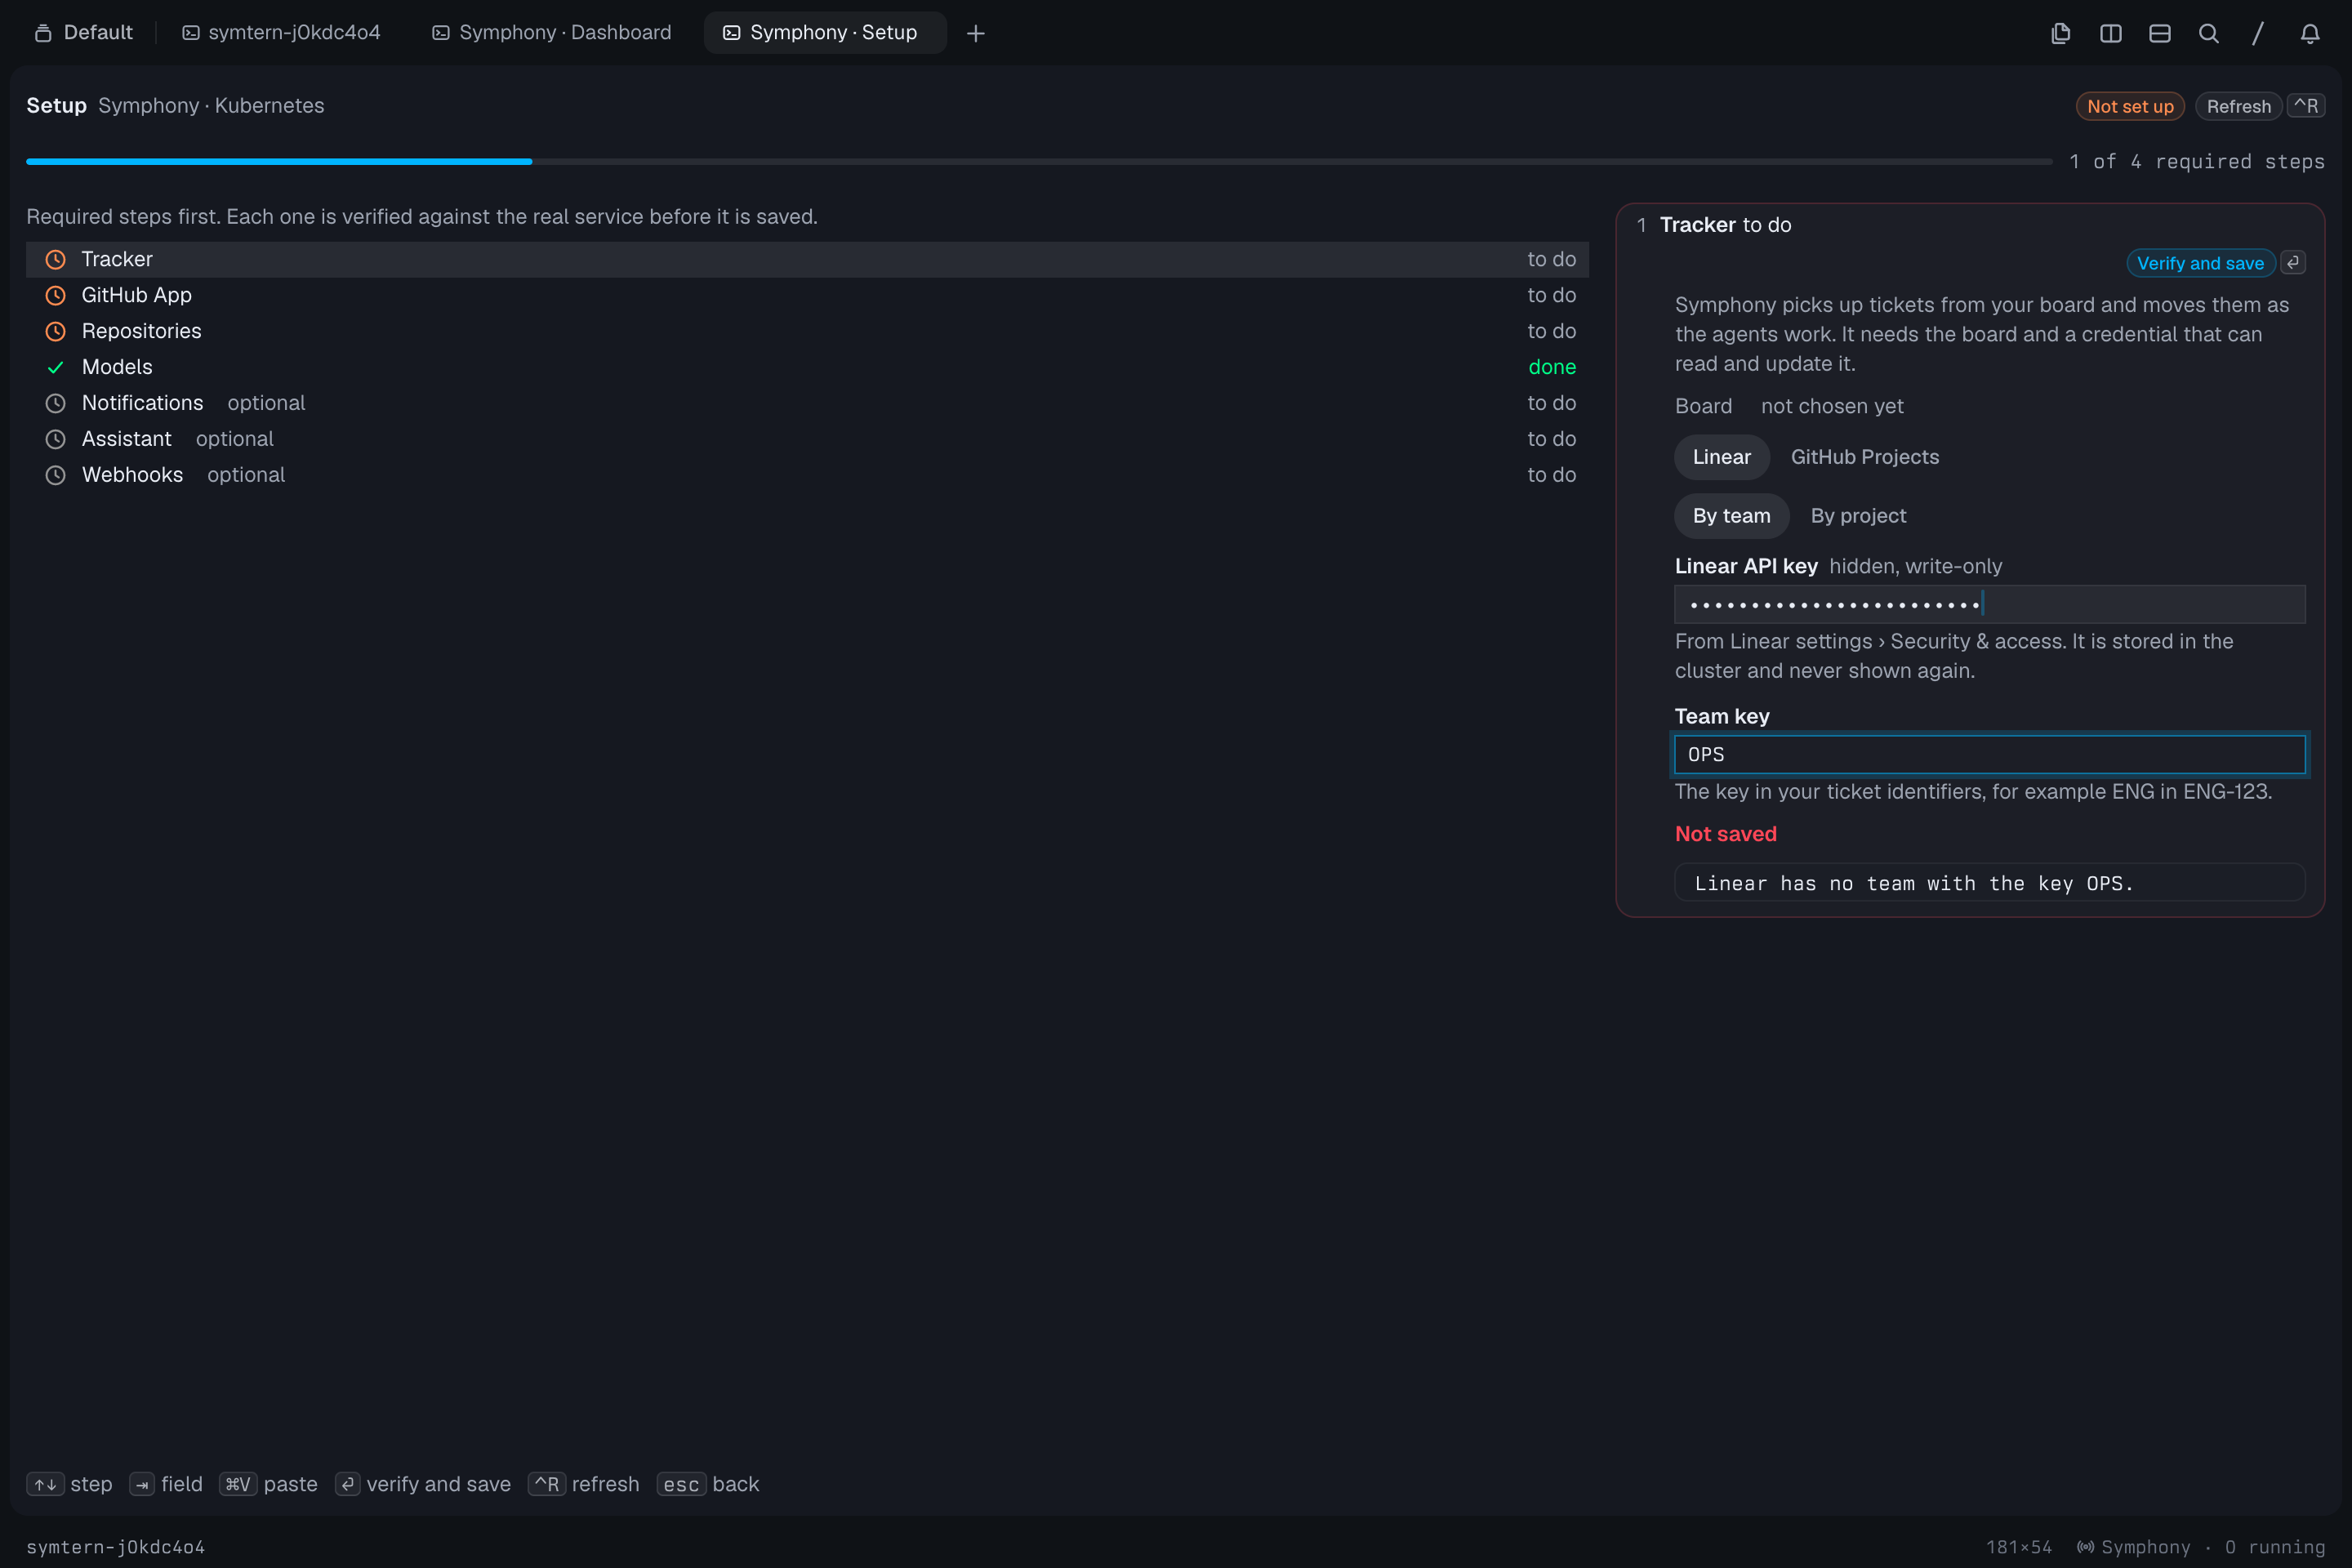 Default symtern-j0kdc4o4 Symphony · Dashboard Symphony · Setup
Setup Symphony · Kubernetes Not set up Refresh ^R
1 of 4 required steps
Required steps first. Each one is verified against the real service before it is saved.
Tracker to do
GitHub App to do
Repositories to do
Models done
Notifications optional to do
Assistant optional to do
Webhooks optional to do
1 Tracker to do
Verify and save
Symphony picks up tickets from your board and moves them as
the agents work. It needs the board and a credential that can
read and update it.
Board not chosen yet
Linear GitHub Projects
By team By project
Linear API key hidden, write-only
••••••••••••••••••••••••
From Linear settings › Security & access. It is stored in the
cluster and never shown again.
Team key
OPS
The key in your ticket identifiers, for example ENG in ENG-123.
Not saved
Linear has no team with the key OPS.
↑↓ step ⇥ field ⌘V paste ⏎ verify and save ^R refresh esc back
symtern-j0kdc4o4 181×54 Symphony · 0 running